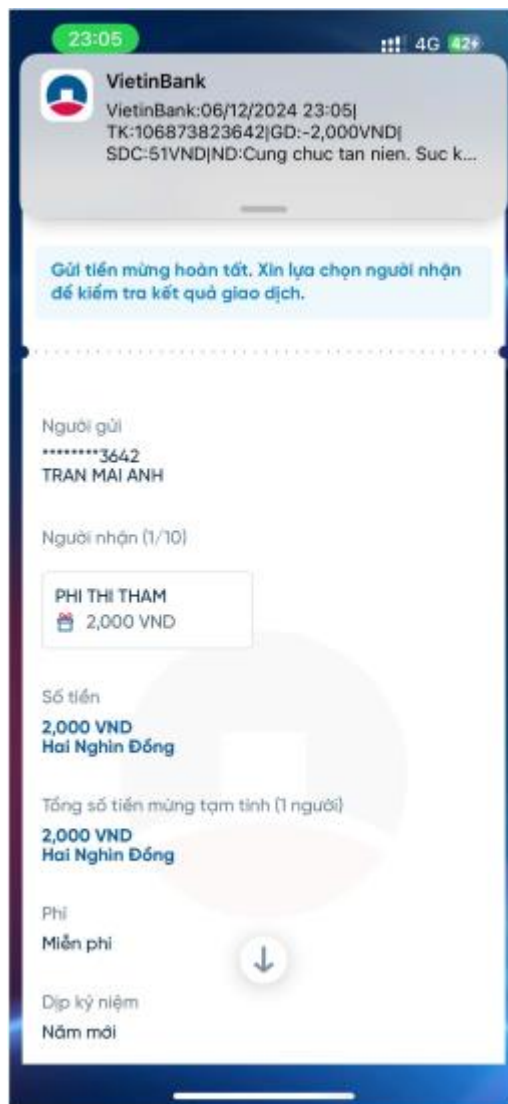 23:05
4G 42
VietinBank
VietinBank:06/12/2024 23:05|
TK:106873823642|GD:-2,000VND|
SDC:51VND|ND:Cung chuc tan nien. Suc k...
Gửi tiền mừng hoàn tất. Xin lựa chọn người nhận
để kiểm tra kết quả giao dịch.
Người gửi
********3642
TRAN MAI ANH
Người nhận (1/10)
PHI THI THAM
2,000 VND
Số tiền
2,000 VND
Hai Nghìn Đồng
Tổng số tiền mừng tạm tính (1 người)
2,000 VND
Hai Nghìn Đồng
Phí
Miễn phí
Dịp kỷ niệm
Năm mới